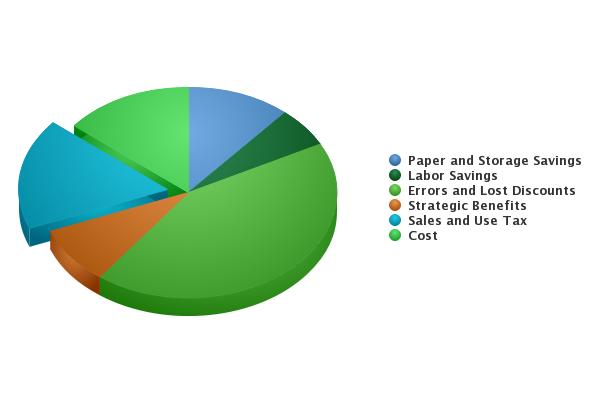 Paper and Storage Savings
Labor Savings
Errors and Lost Discounts
Strategic Benefits
Sales and Use Tax
Cost